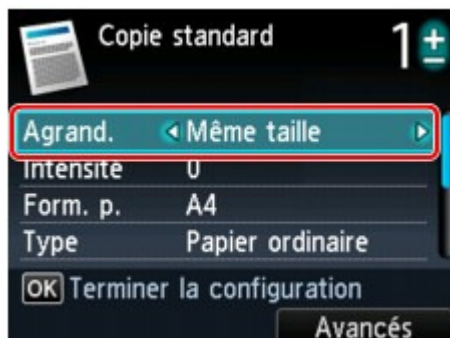 Copie standard 1 ±
Agrand. Même taille
Intensité 0
Form. p. A4
Type Papier ordinaire
OK Terminer la configuration
Avancés